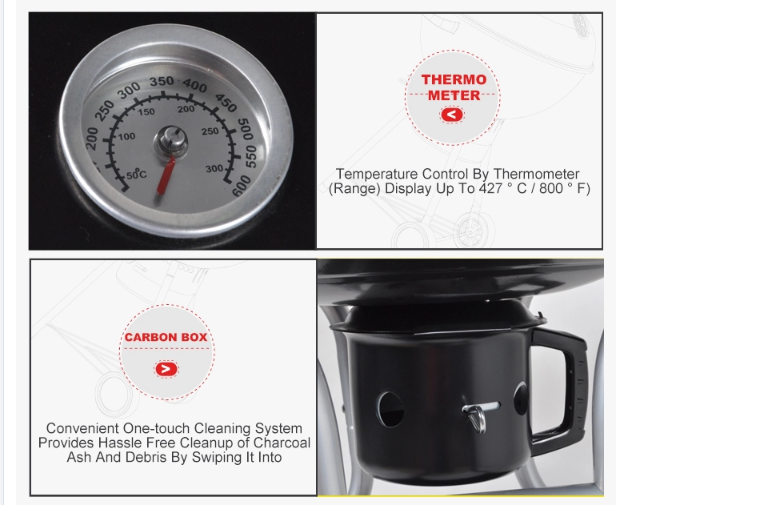 200 250 300 350 400 450 500 550 600
50°C 100 150 200 250 300
THERMO
METER
<
Temperature Control By Thermometer
(Range) Display Up To 427 ° C / 800 ° F)
CARBON BOX
>
Convenient One-touch Cleaning System
Provides Hassle Free Cleanup of Charcoal
Ash And Debris By Swiping It Into